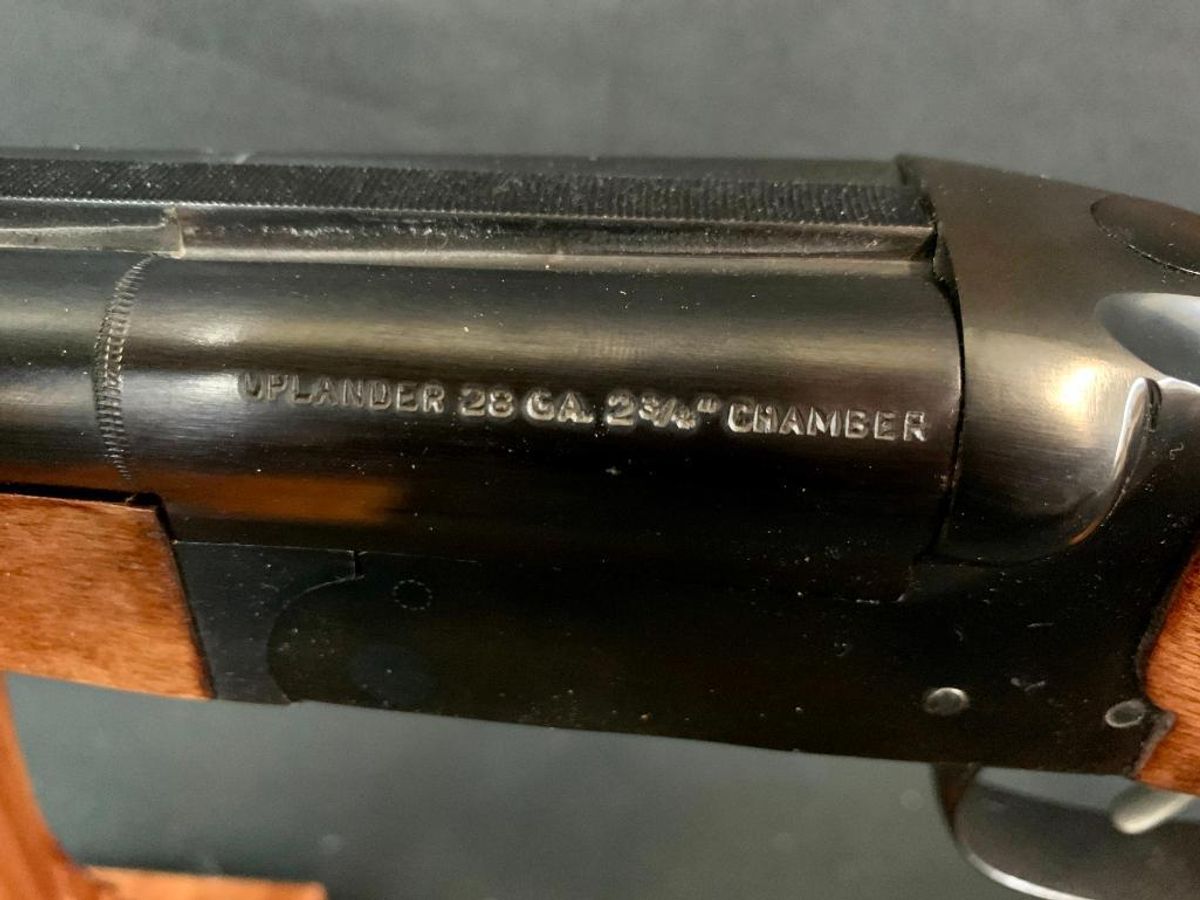 UPLANDER 28 GA. 2¾" CHAMBER